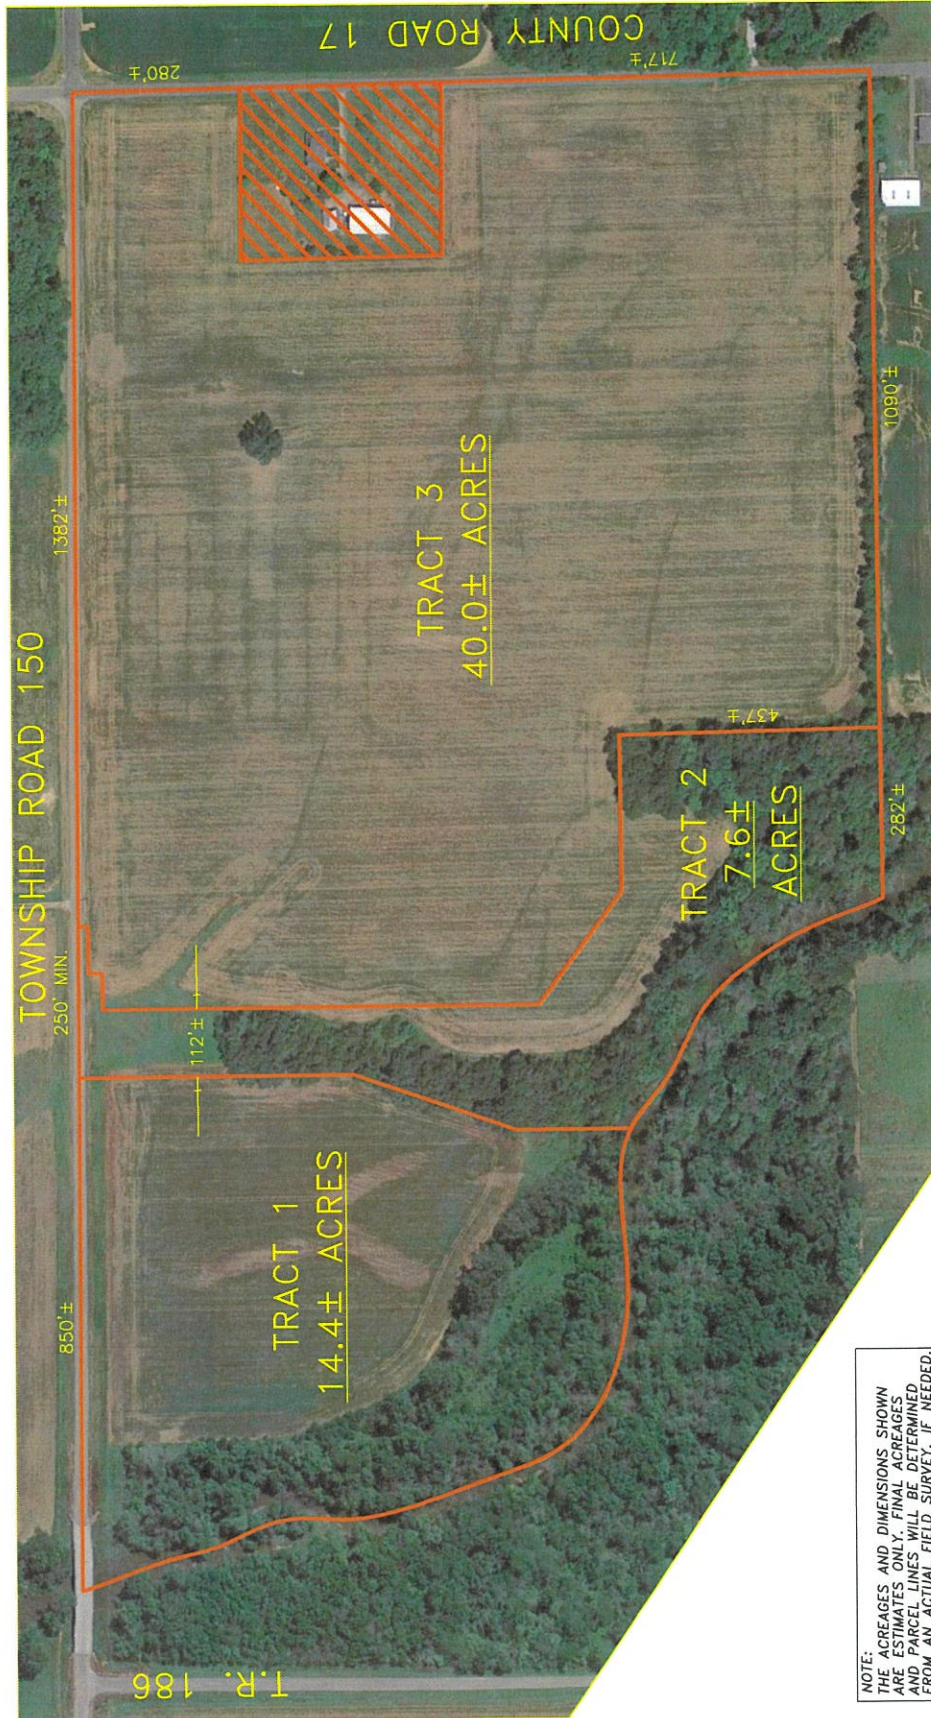 TOWNSHIP ROAD 150
850'±
250' MIN.
1382'±
COUNTY ROAD 17
280'±
717'±
T.R. 186
112'±
TRACT 1
14.4± ACRES
TRACT 3
40.0± ACRES
TRACT 2
7.6±
ACRES
437'±
282'±
1090'±
NOTE:
THE ACREAGES AND DIMENSIONS SHOWN
ARE ESTIMATES ONLY. FINAL ACREAGES
AND PARCEL LINES WILL BE DETERMINED
FROM AN ACTUAL FIELD SURVEY, IF NEEDED.